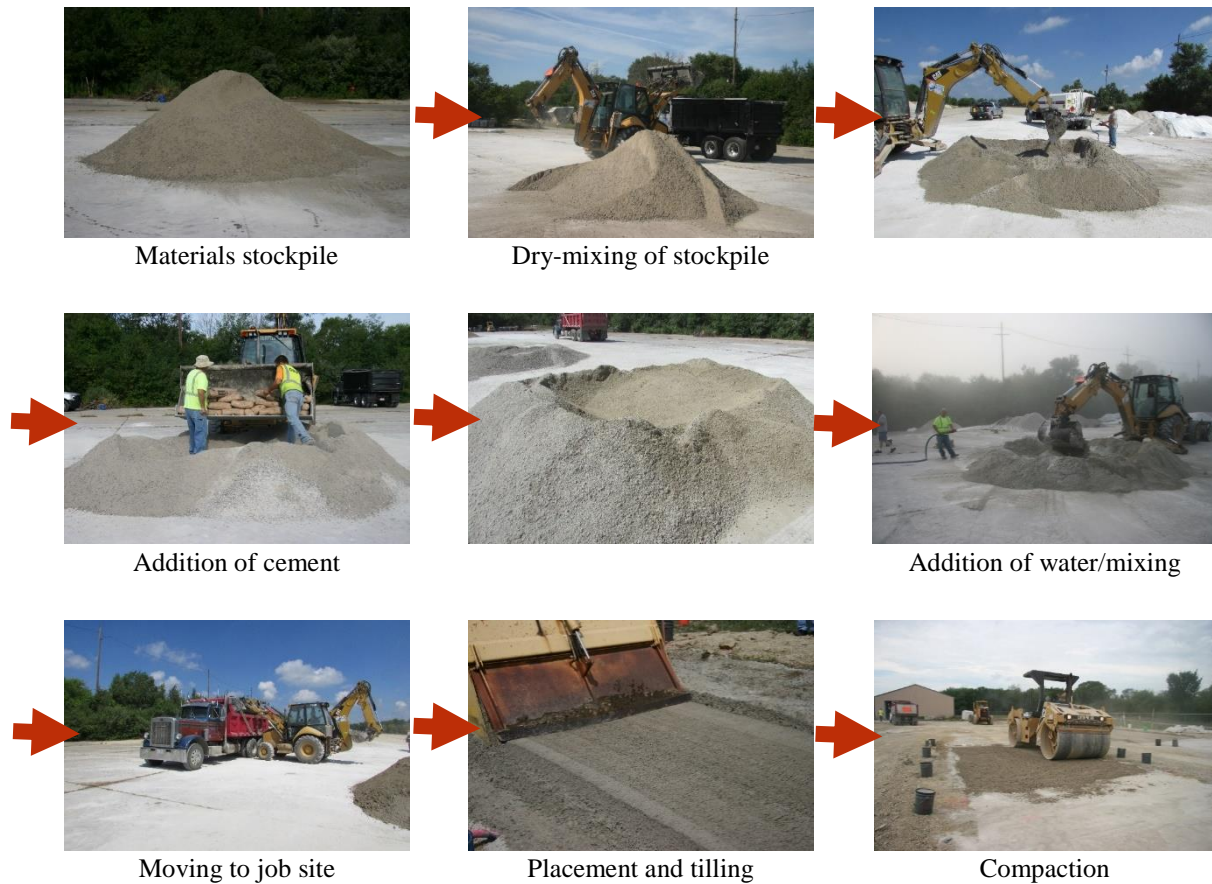 Materials stockpile
Dry-mixing of stockpile
Addition of cement
Addition of water/mixing
Moving to job site
Placement and tilling
Compaction